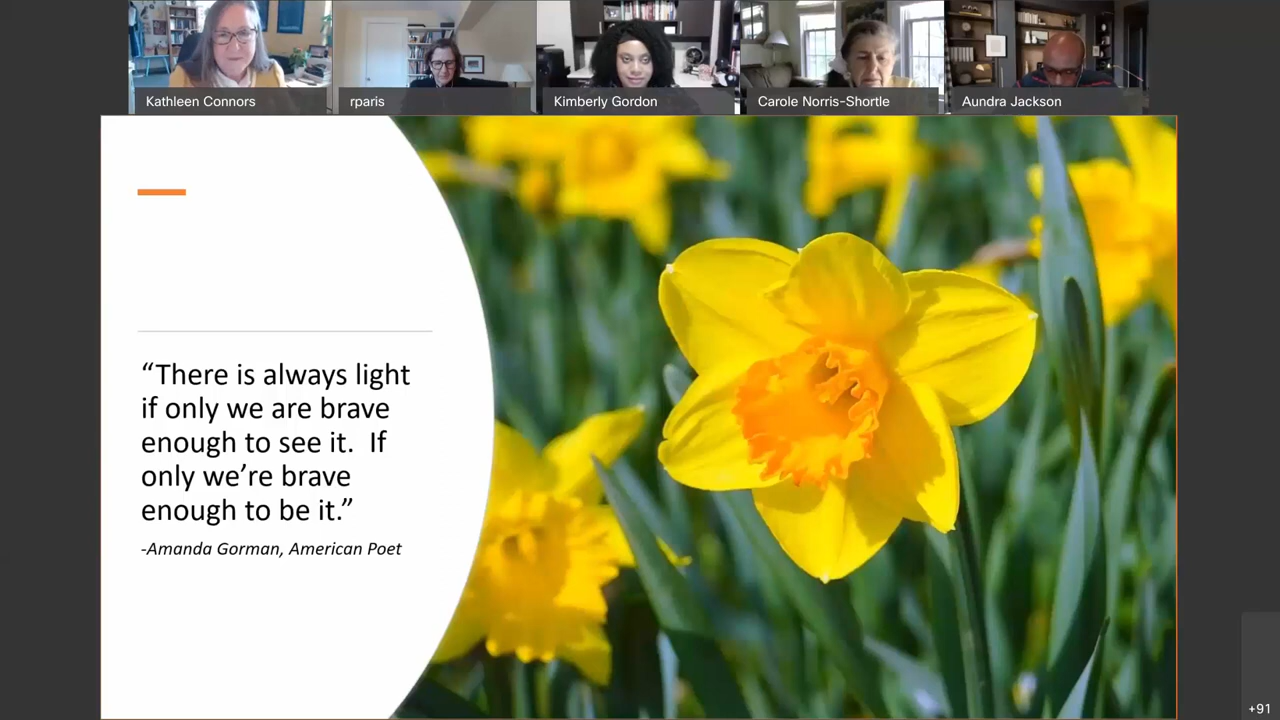 Kathleen Connors
rparis
Kimberly Gordon
Carole Norris-Shortle
Aundra Jackson
“There is always light
if only we are brave
enough to see it.  If
only we’re brave
enough to be it.”
-Amanda Gorman, American Poet
+91